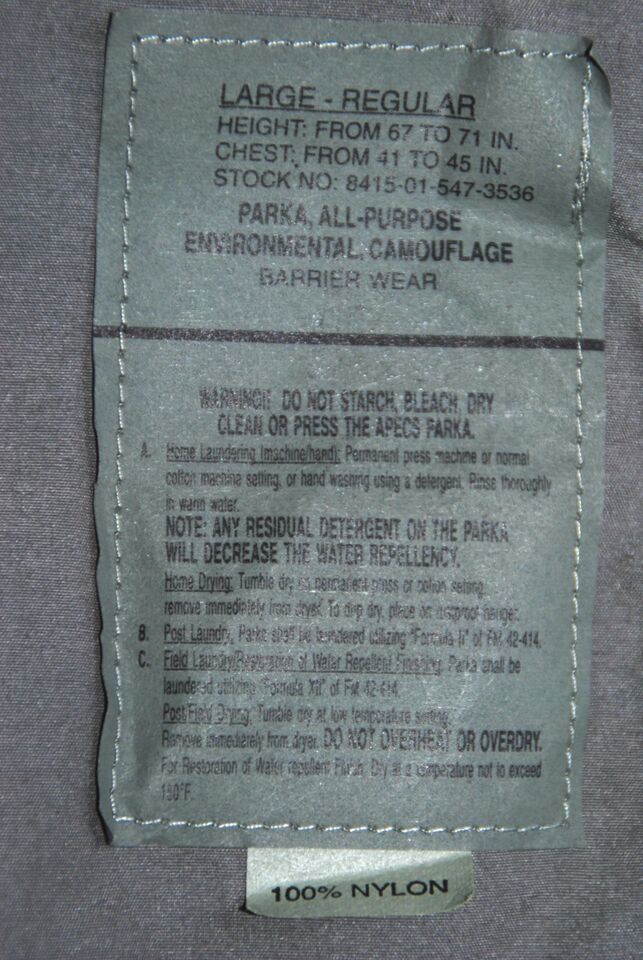 LARGE - REGULAR
HEIGHT: FROM 67 TO 71 IN.
CHEST: FROM 41 TO 45 IN.
STOCK NO: 8415-01-547-3536
PARKA, ALL-PURPOSE
ENVIRONMENTAL, CAMOUFLAGE
BARRIER WEAR
WARNING!! DO NOT STARCH, BLEACH, DRY
CLEAN OR PRESS THE APECS PARKA.
A. Home Laundering (machine/hand): Permanent press machine or normal
cotton machine setting, or hand washing using a detergent. Rinse thoroughly
in warm water.
NOTE: ANY RESIDUAL DETERGENT ON THE PARKA
WILL DECREASE THE WATER REPELLENCY.
Home Drying: Tumble dry on permanent press or cotton setting,
remove immediately from dryer. To drip dry, place on rustproof hanger.
B. Post Laundry, Parka shall be laundered utilizing "Formula II" of FM 42-414.
C. Field Laundry/Restoration of Water Repellent Finishing: Parka shall be
laundered utilizing "Formula XII" of FM 42-414.
Post/Field Drying: Tumble dry at low temperature setting.
Remove immediately from dryer. DO NOT OVERHEAT OR OVERDRY.
For Restoration of Water repellent Finish, Dry at a temperature not to exceed
°F.
100% NYLON